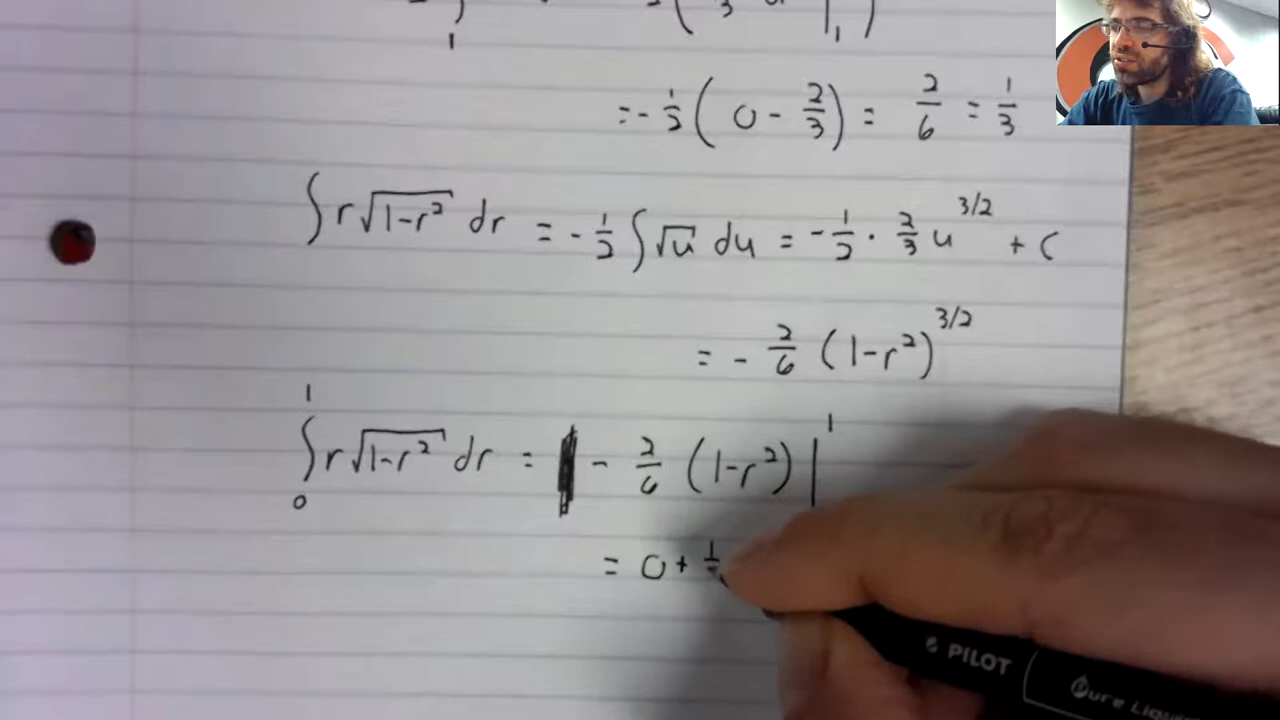 = - 1/2 ( 0 - 2/3 ) = 2/6 = 1/3
∫ r√(1-r²) dr = - 1/2 ∫ √u du = - 1/2 · 2/3 u^(3/2) + C
= - 2/6 (1-r²)^(3/2)
∫₀¹ r√(1-r²) dr = - 2/6 (1-r²) |¹
= 0 +
PILOT